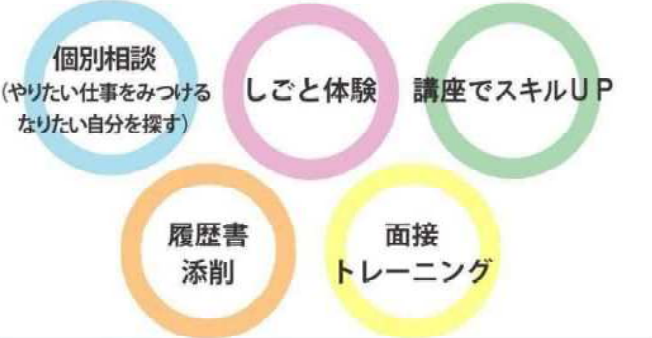 個別相談
(やりたい仕事をみつける
なりたい自分を探す)
しごと体験
講座でスキルUP
履歴書
添削
面接
トレーニング